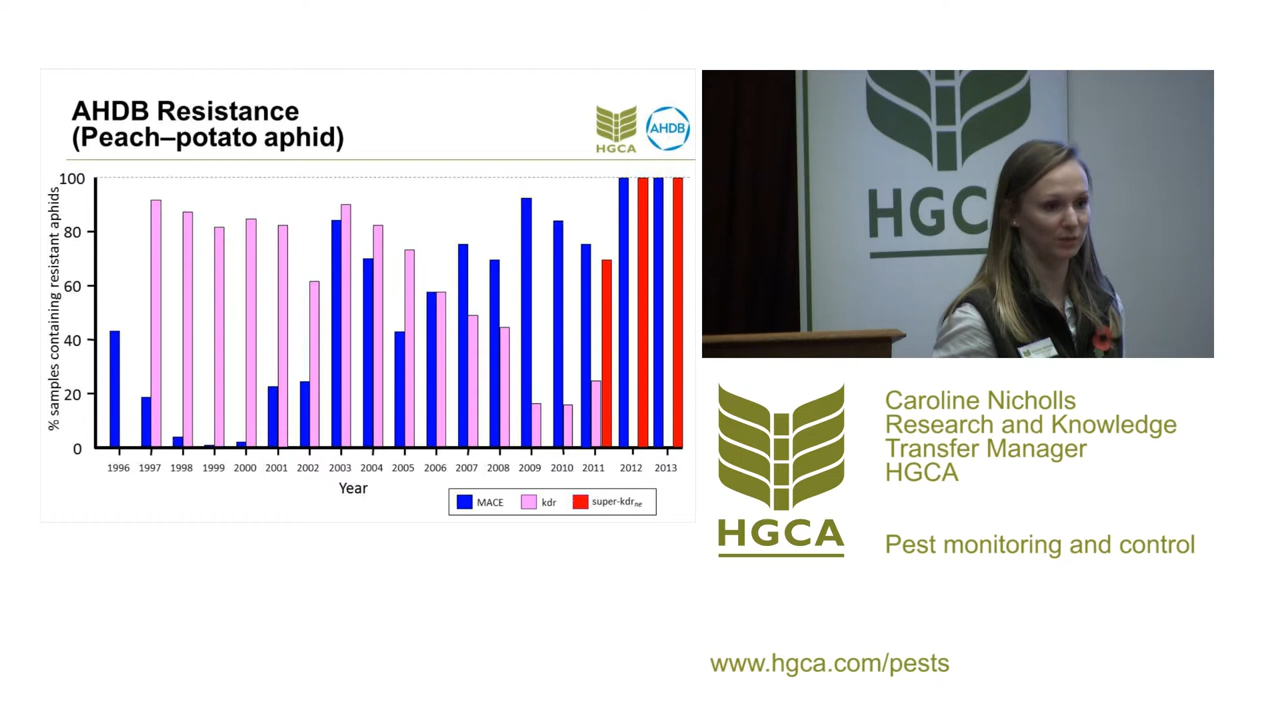 AHDB Resistance
(Peach–potato aphid)
HGCA
AHDB
% samples containing resistant aphids
100
80
60
40
20
0
1996 1997 1998 1999 2000 2001 2002 2003 2004 2005 2006 2007 2008 2009 2010 2011 2012 2013
Year
MACE kdr super-kdrne
HGC
HGCA
Caroline Nicholls
Research and Knowledge
Transfer Manager
HGCA
Pest monitoring and control
www.hgca.com/pests